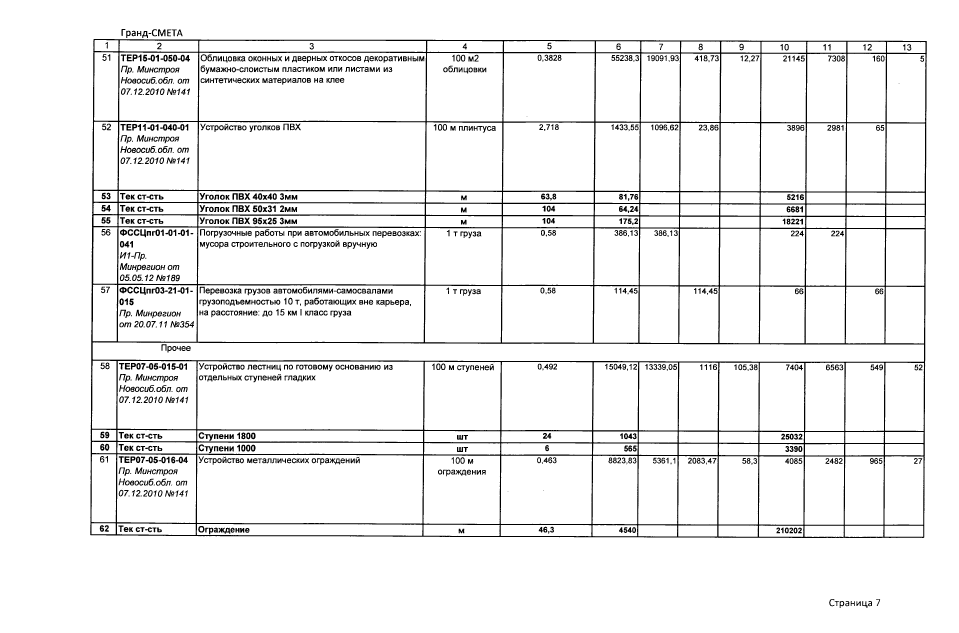 Гранд-СМЕТА
1 2 3 4 5 6 7 8 9 10 11 12 13
51 ТЕР15-01-050-04 Облицовка оконных и дверных откосов декоративным 100 м2 0,3828 55238,3 19091,93 418,73 12,27 21145 7308 160 5
Пр. Минстроя бумажно-слоистым пластиком или листами из облицовки
Новосиб.обл. от синтетических материалов на клее
07.12.2010 №141
52 ТЕР11-01-040-01 Устройство уголков ПВХ 100 м плинтуса 2,718 1433,55 1096,62 23,86 3896 2981 65
Пр. Минстроя
Новосиб.обл. от
07.12.2010 №141
53 Тек ст-сть Уголок ПВХ 40х40 3мм м 63,8 81,76 5216
54 Тек ст-сть Уголок ПВХ 50х31 2мм м 104 64,24 6681
55 Тек ст-сть Уголок ПВХ 95х25 3мм м 104 175,2 18221
56 ФССЦпг01-01-01- Погрузочные работы при автомобильных перевозках: 1 т груза 0,58 386,13 386,13 224 224
041 мусора строительного с погрузкой вручную
И1-Пр.
Минрегион от
05.05.12 №189
57 ФССЦпг03-21-01- Перевозка грузов автомобилями-самосвалами 1 т груза 0,58 114,45 114,45 66 66
015 грузоподъемностью 10 т, работающих вне карьера,
Пр. Минрегион на расстояние: до 15 км I класс груза
от 20.07.11 №354
Прочее
58 ТЕР07-05-015-01 Устройство лестниц по готовому основанию из 100 м ступеней 0,492 15049,12 13339,05 1116 105,38 7404 6563 549 52
Пр. Минстроя отдельных ступеней гладких
Новосиб.обл. от
07.12.2010 №141
59 Тек ст-сть Ступени 1800 шт 24 1043 25032
60 Тек ст-сть Ступени 1000 шт 6 565 3390
61 ТЕР07-05-016-04 Устройство металлических ограждений 100 м 0,463 8823,83 5361,1 2083,47 58,3 4085 2482 965 27
Пр. Минстроя ограждения
Новосиб.обл. от
07.12.2010 №141
62 Тек ст-сть Ограждение м 46,3 4540 210202
Страница 7